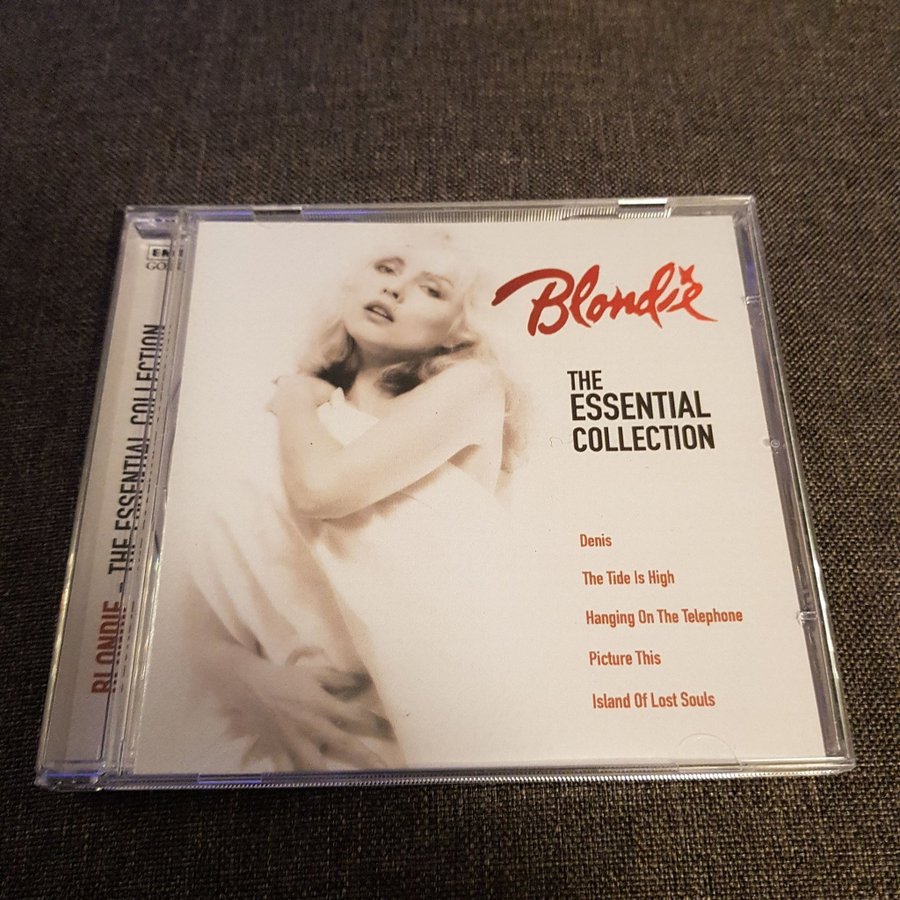 Blondie
THE
ESSENTIAL
COLLECTION
Denis
The Tide Is High
Hanging On The Telephone
Picture This
Island Of Lost Souls
BLONDIE - THE ESSENTIAL COLLECTION